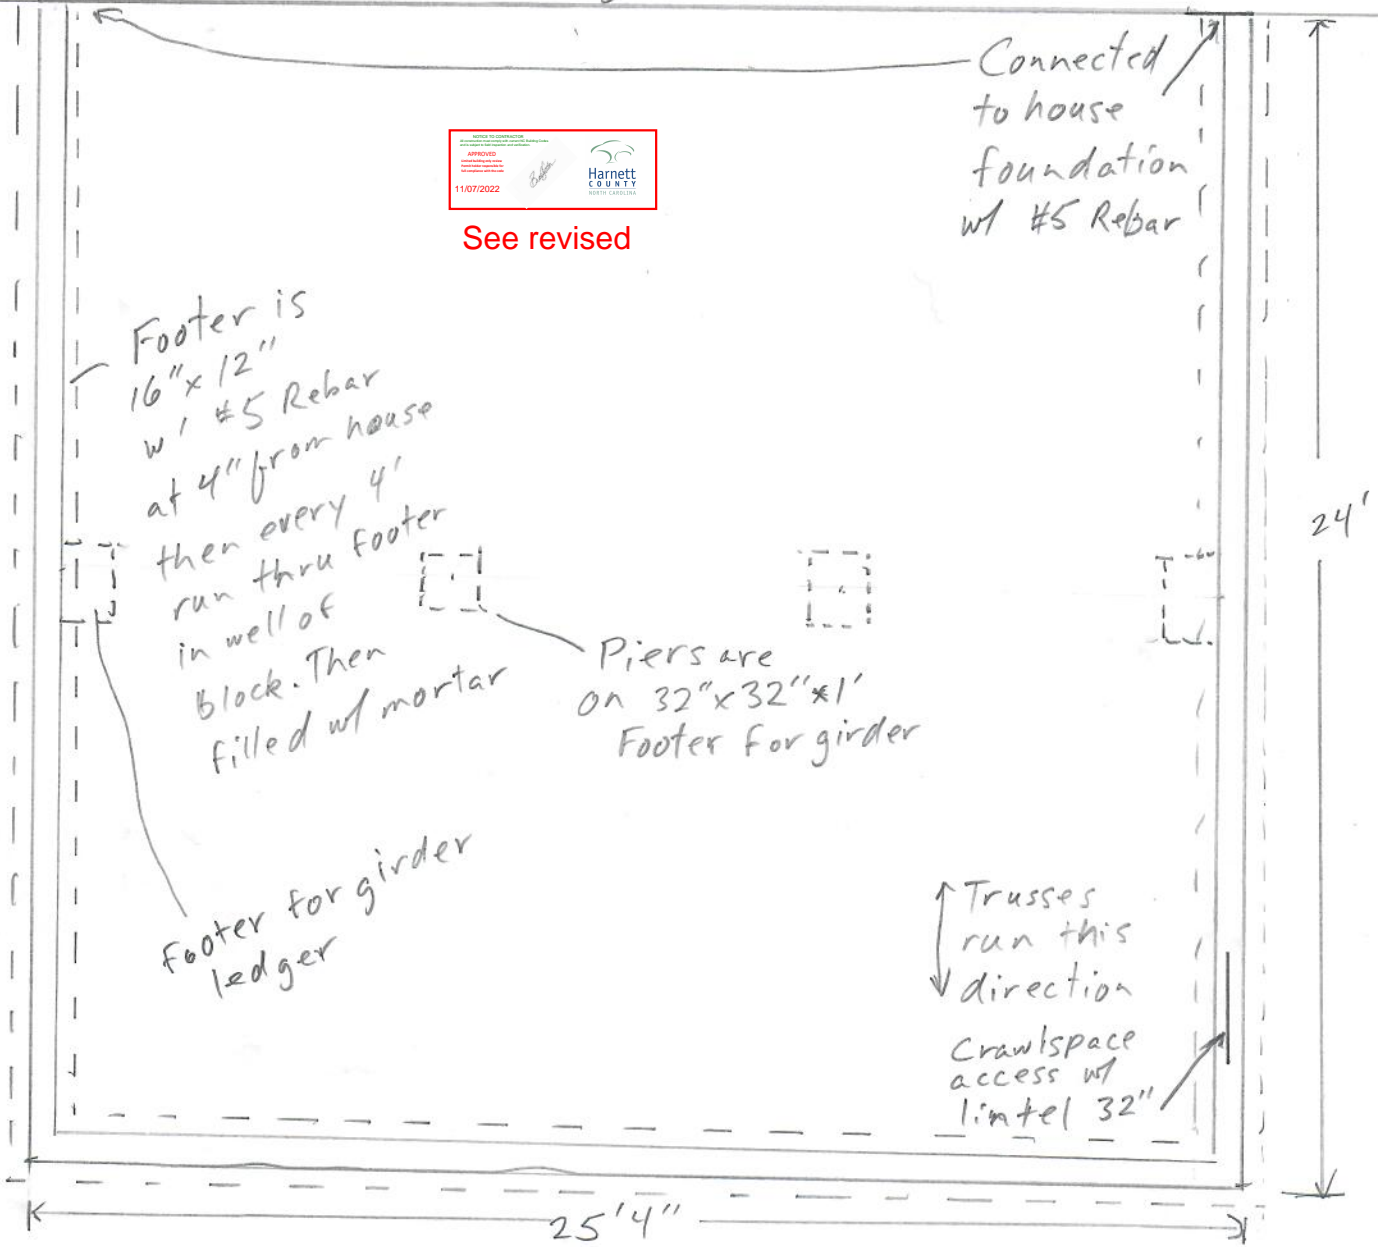 Connected
to house
foundation
w/ #5 Rebar
NOTICE TO CONTRACTOR
APPROVED
11/07/2022
Harnett
COUNTY
NORTH CAROLINA
See revised
Footer is
16"x 12"
w/ #5 Rebar
at 4" from house
then every 4'
run thru footer
in well of
block. Then
filled w/ mortar
24'
Piers are
on 32"x32"x1'
Footer for girder
Footer for girder
ledger
Trusses
run this
direction
Crawlspace
access w/
lintel 32"
25'4"